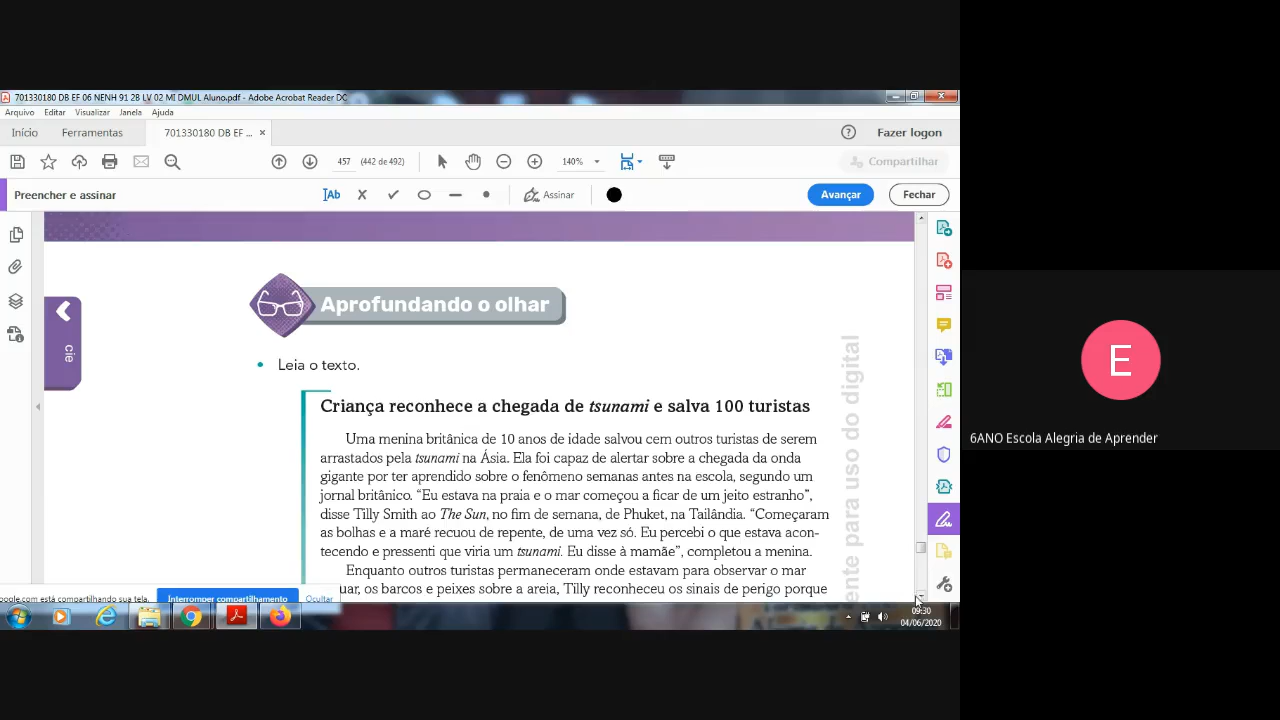 701330180 DB EF 06 NENH 91 2B LV 02 MI DMUL Aluno.pdf - Adobe Acrobat Reader DC
Arquivo Editar Visualizar Janela Ajuda
Início Ferramentas 701330180 DB EF ... × Fazer logon
457 (442 de 492) 140% Compartilhar
Preencher e assinar Ab Assinar Avançar Fechar
Aprofundando o olhar
cie
• Leia o texto.
Criança reconhece a chegada de tsunami e salva 100 turistas
Uma menina britânica de 10 anos de idade salvou cem outros turistas de serem
arrastados pela tsunami na Ásia. Ela foi capaz de alertar sobre a chegada da onda
gigante por ter aprendido sobre o fenômeno semanas antes na escola, segundo um
jornal britânico. “Eu estava na praia e o mar começou a ficar de um jeito estranho”,
disse Tilly Smith ao The Sun, no fim de semana, de Phuket, na Tailândia. “Começaram
as bolhas e a maré recuou de repente, de uma vez só. Eu percebi o que estava acon-
tecendo e pressenti que viria um tsunami. Eu disse à mamãe”, completou a menina.
Enquanto outros turistas permaneceram onde estavam para observar o mar
uar, os barcos e peixes sobre a areia, Tilly reconheceu os sinais de perigo porque
ente para uso do digital
oogle.com está compartilhando sua tela. Interromper compartilhamento Ocultar
09:30
04/06/2020
E
6ANO Escola Alegria de Aprender